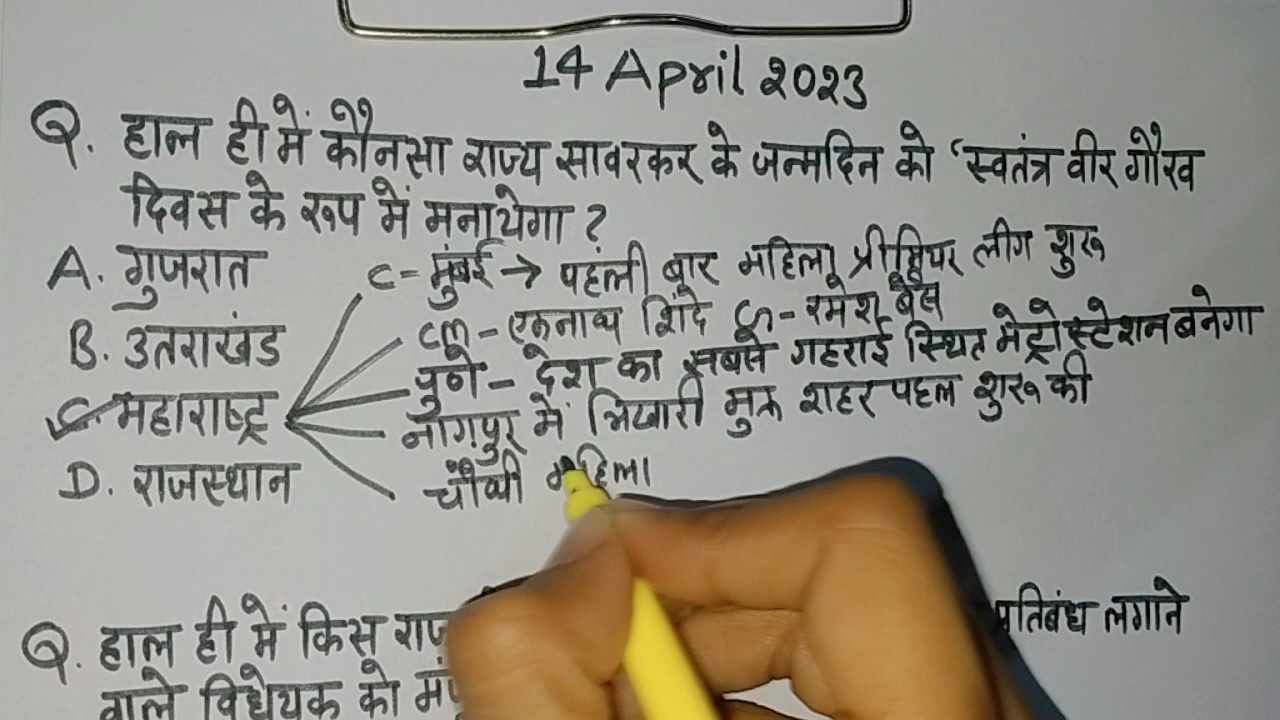 14 April 2023
Q. हाल ही में कौनसा राज्य सावरकर के जन्मदिन को ‘स्वतंत्र वीर गौरव
दिवस के रूप में मनायेगा ?
A. गुजरात
B. उतराखंड
C. महाराष्ट्र
D. राजस्थान
C- मुंबई → पहली बार महिला प्रीमियर लीग शुरू
CM - एकनाथ शिंदे G - रमेश बैस
पुणे - देश का सबसे गहराई स्थित मेट्रो स्टेशन बनेगा
नागपुर में भिखारी मुक्त शहर पहल शुरू की
चौथी महिला
Q. हाल ही में किस प्रतिबंध लगाने
वाले विधेयक को